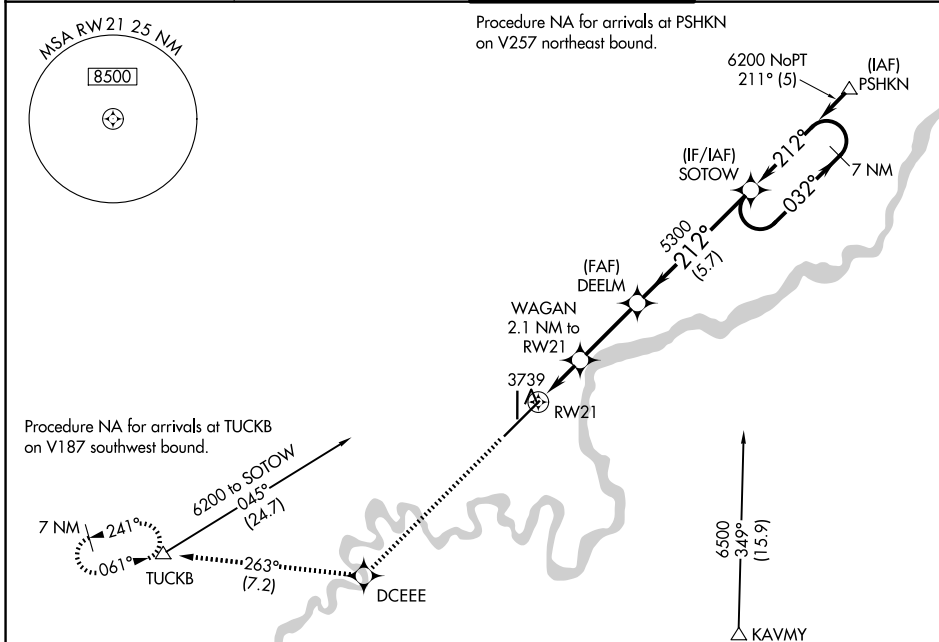 Procedure NA for arrivals at PSHKN
on V257 northeast bound.
MSA RW 21 25 NM
8500
6200 NoPT
211° (5)
(IAF)
PSHKN
212°
7 NM
032°
(IF/IAF)
SOTOW
5300
212°
(5.7)
(FAF)
DEELM
WAGAN
2.1 NM to
RW21
3739
RW21
Procedure NA for arrivals at TUCKB
on V187 southwest bound.
6200 to SOTOW
045°
(24.7)
7 NM
241°
061°
TUCKB
263°
(7.2)
DCEEE
6500
349°
(15.9)
KAVMY